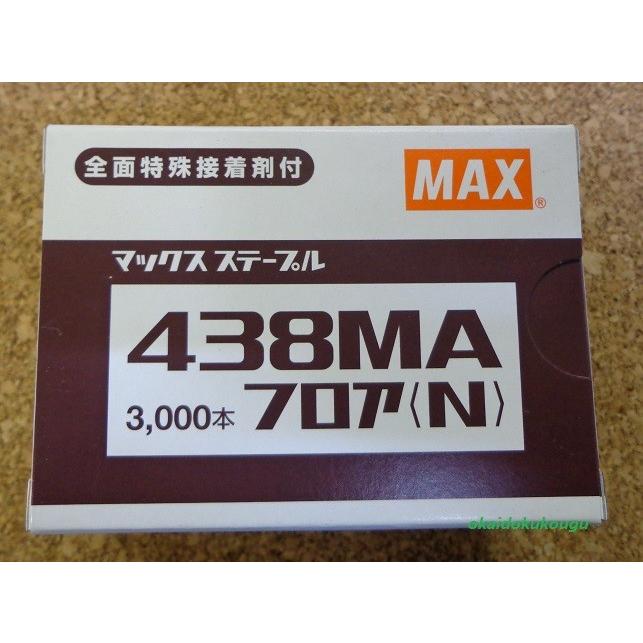 全面特殊接着剤付
MAX®
マックス ステープル
438MA
3,000本 フロア〈N〉
okaidokukougu